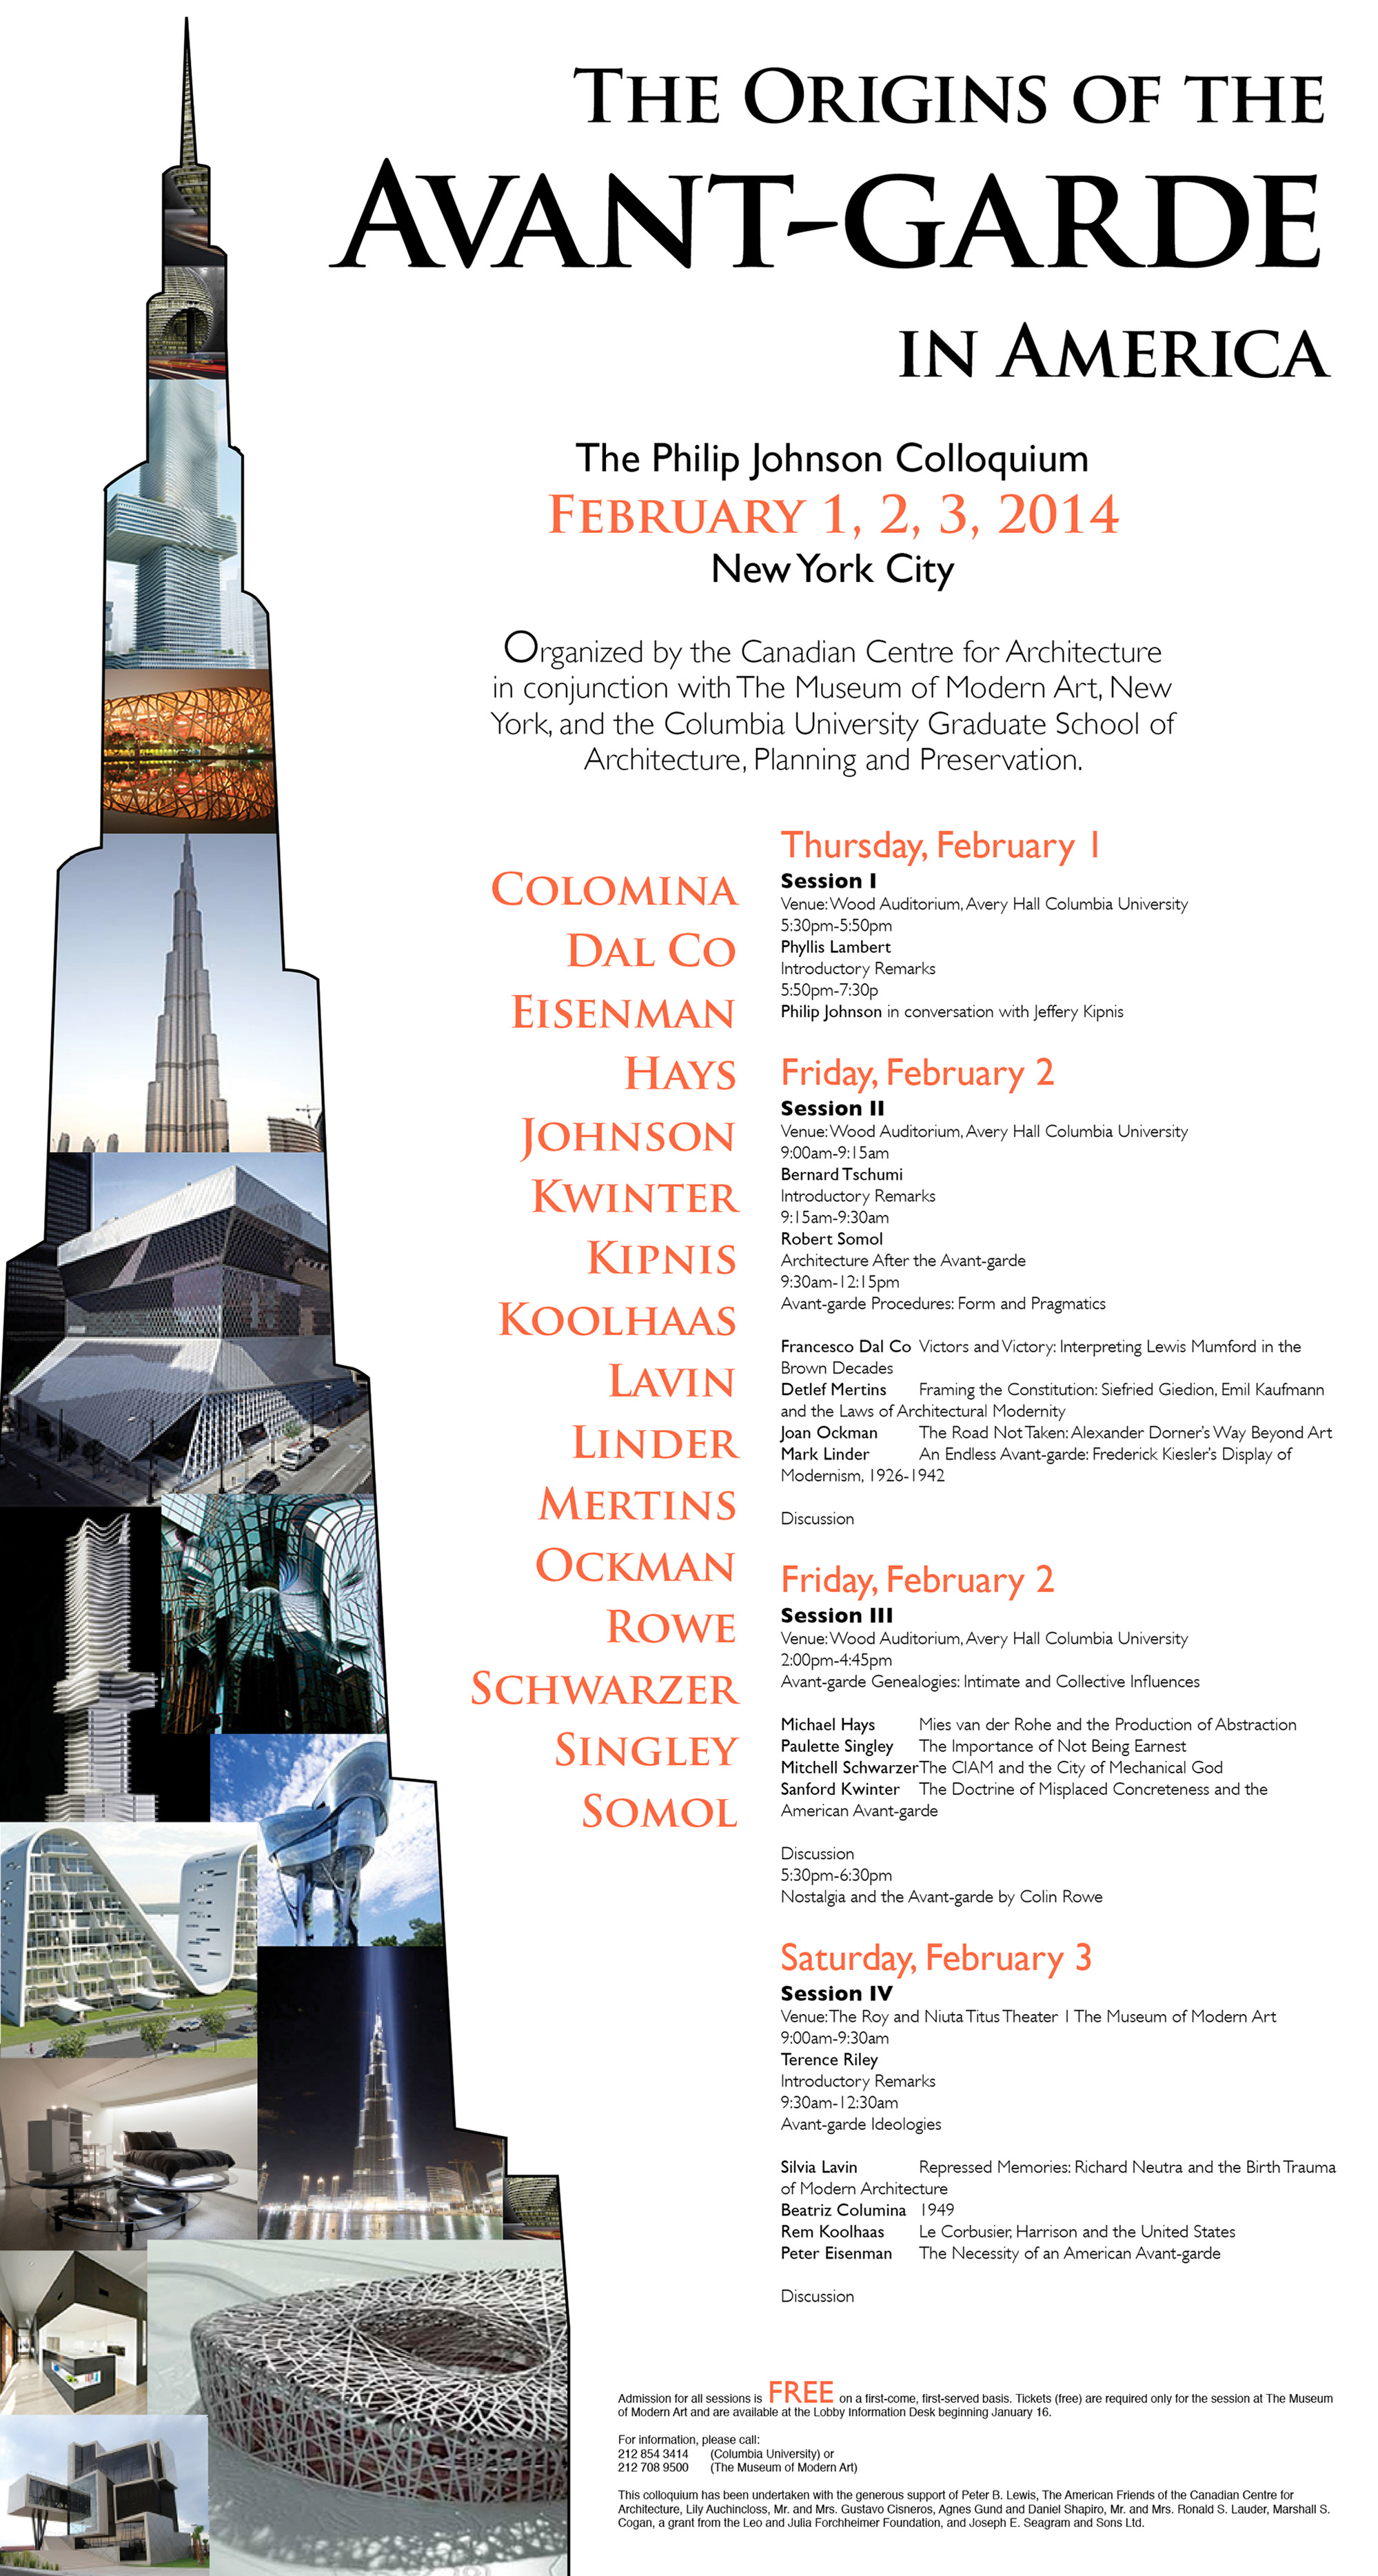 The Origins of the
Avant-garde
in America
The Philip Johnson Colloquium
February 1, 2, 3, 2014
New York City
Organized by the Canadian Centre for Architecture
in conjunction with The Museum of Modern Art, New
York, and the Columbia University Graduate School of
Architecture, Planning and Preservation.
Colomina
Dal Co
Eisenman
Hays
Johnson
Kwinter
Kipnis
Koolhaas
Lavin
Linder
Mertins
Ockman
Rowe
Schwarzer
Singley
Somol
Thursday, February 1
Session I
Venue: Wood Auditorium, Avery Hall Columbia University
5:30pm-5:50pm
Phyllis Lambert
Introductory Remarks
5:50pm-7:30p
Philip Johnson in conversation with Jeffery Kipnis
Friday, February 2
Session II
Venue: Wood Auditorium, Avery Hall Columbia University
9:00am-9:15am
Bernard Tschumi
Introductory Remarks
9:15am-9:30am
Robert Somol
Architecture After the Avant-garde
9:30am-12:15pm
Avant-garde Procedures: Form and Pragmatics
Francesco Dal Co Victors and Victory: Interpreting Lewis Mumford in the
Brown Decades
Detlef Mertins Framing the Constitution: Siefried Giedion, Emil Kaufmann
and the Laws of Architectural Modernity
Joan Ockman The Road Not Taken: Alexander Dorner's Way Beyond Art
Mark Linder An Endless Avant-garde: Frederick Kiesler's Display of
Modernism, 1926-1942
Discussion
Friday, February 2
Session III
Venue: Wood Auditorium, Avery Hall Columbia University
2:00pm-4:45pm
Avant-garde Genealogies: Intimate and Collective Influences
Michael Hays Mies van der Rohe and the Production of Abstraction
Paulette Singley The Importance of Not Being Earnest
Mitchell Schwarzer The CIAM and the City of Mechanical God
Sanford Kwinter The Doctrine of Misplaced Concreteness and the
American Avant-garde
Discussion
5:30pm-6:30pm
Nostalgia and the Avant-garde by Colin Rowe
Saturday, February 3
Session IV
Venue: The Roy and Niuta Titus Theater 1 The Museum of Modern Art
9:00am-9:30am
Terence Riley
Introductory Remarks
9:30am-12:30am
Avant-garde Ideologies
Silvia Lavin Repressed Memories: Richard Neutra and the Birth Trauma
of Modern Architecture
Beatriz Columina 1949
Rem Koolhaas Le Corbusier, Harrison and the United States
Peter Eisenman The Necessity of an American Avant-garde
Discussion
Admission for all sessions is FREE on a first-come, first-served basis. Tickets (free) are required only for the session at The Museum
of Modern Art and are available at the Lobby Information Desk beginning January 16.
For information, please call:
212 854 3414 (Columbia University) or
212 708 9500 (The Museum of Modern Art)
This colloquium has been undertaken with the generous support of Peter B. Lewis, The American Friends of the Canadian Centre for
Architecture, Lily Auchincloss, Mr. and Mrs. Gustavo Cisneros, Agnes Gund and Daniel Shapiro, Mr. and Mrs. Ronald S. Lauder, Marshall S.
Cogan, a grant from the Leo and Julia Forchheimer Foundation, and Joseph E. Seagram and Sons Ltd.